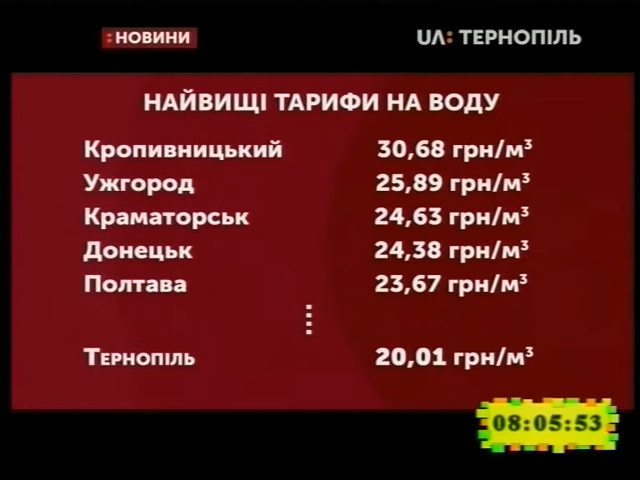 :НОВИНИ
UA: ТЕРНОПІЛЬ
НАЙВИЩІ ТАРИФИ НА ВОДУ
Кропивницький 30,68 грн/м³
Ужгород 25,89 грн/м³
Краматорськ 24,63 грн/м³
Донецьк 24,38 грн/м³
Полтава 23,67 грн/м³
Тернопіль 20,01 грн/м³
08:05:53